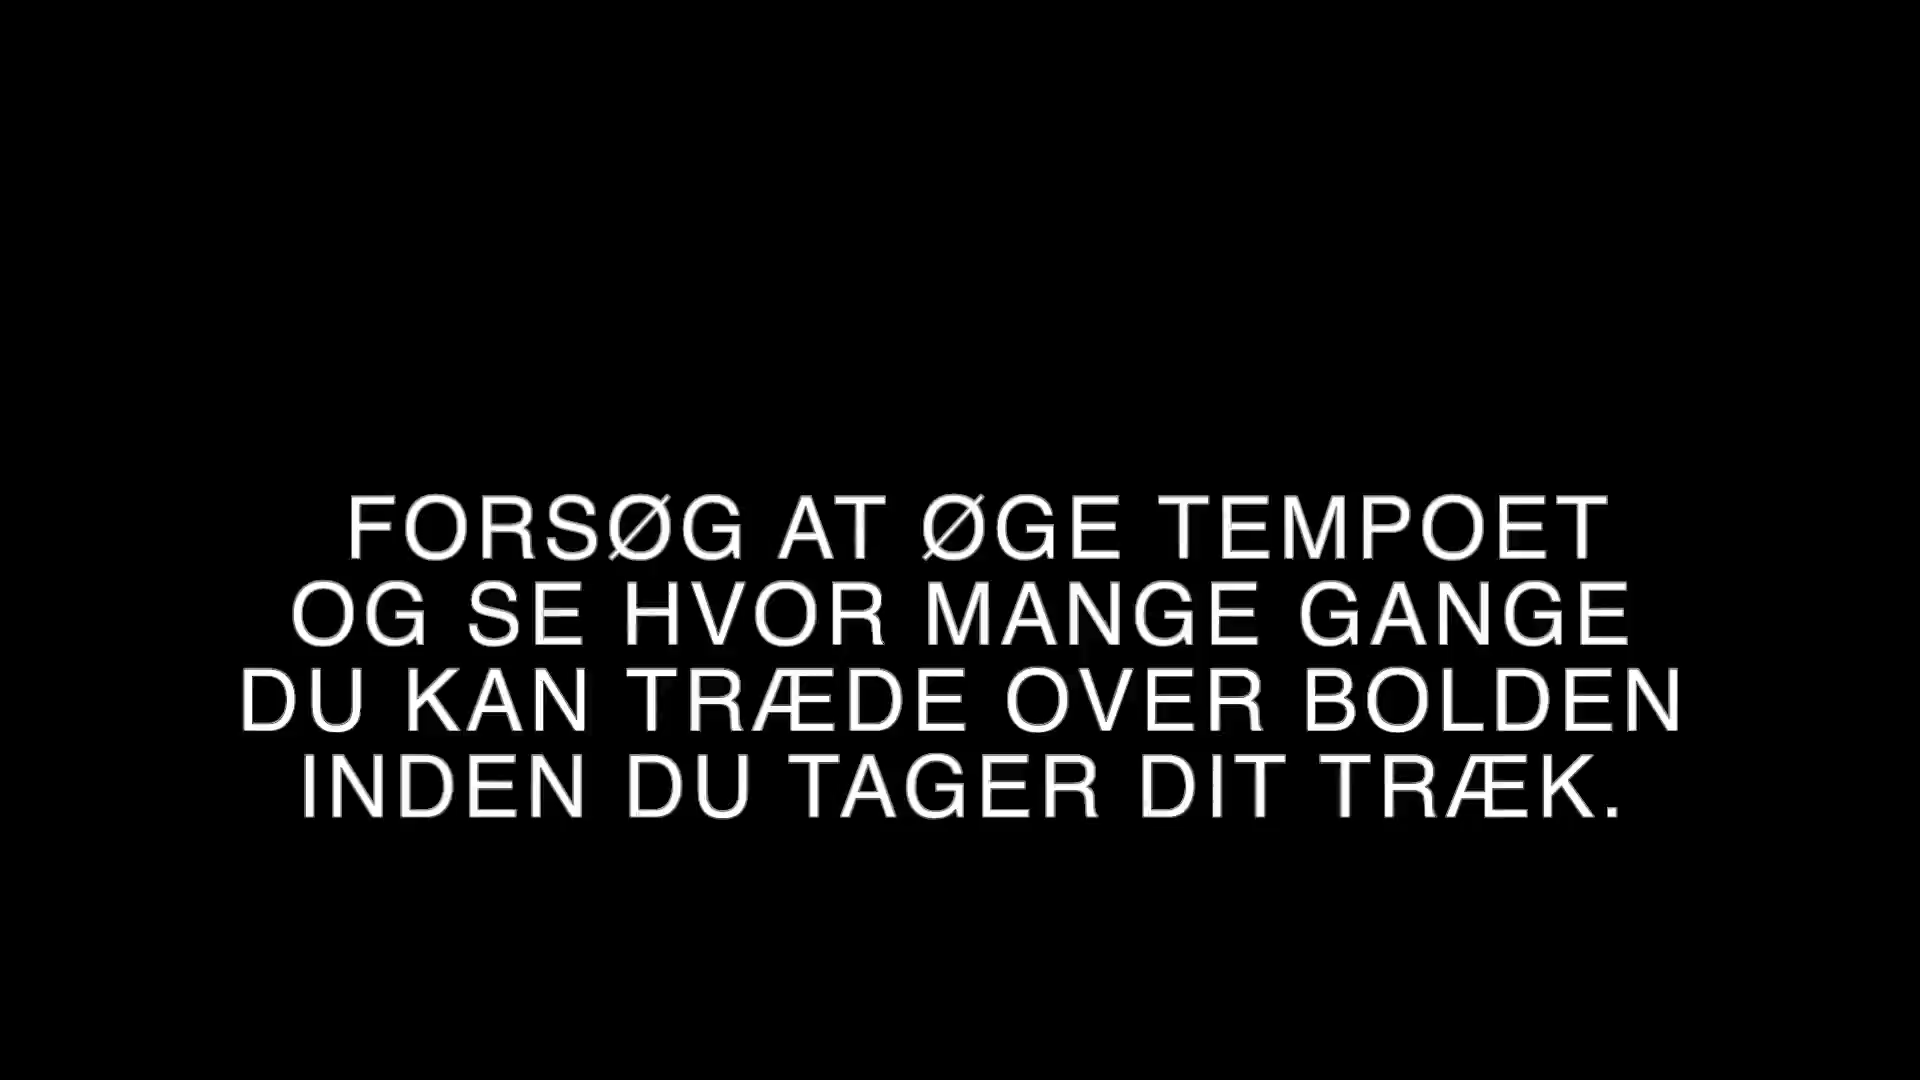 FORSØG AT ØGE TEMPOET
OG SE HVOR MANGE GANGE
DU KAN TRÆDE OVER BOLDEN
INDEN DU TAGER DIT TRÆK.